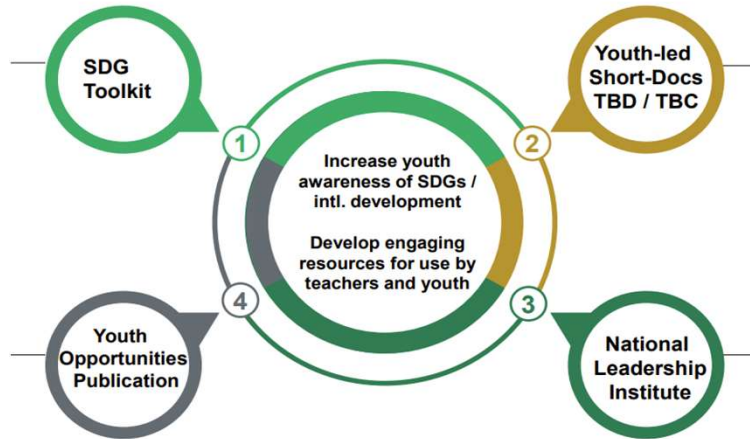 SDG
Toolkit
1
Youth-led
Short-Docs
TBD / TBC
2
Increase youth
awareness of SDGs /
intl. development
Develop engaging
resources for use by
teachers and youth
4
Youth
Opportunities
Publication
3
National
Leadership
Institute